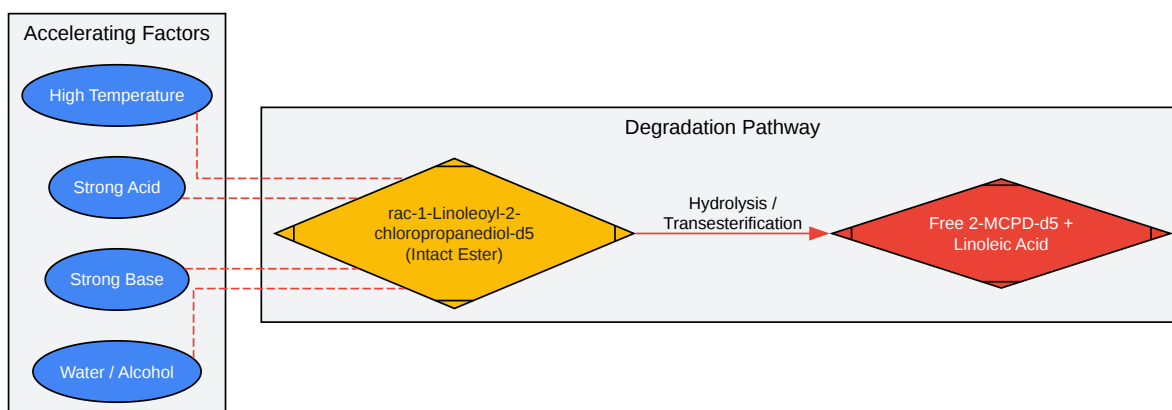 Accelerating Factors
High Temperature
Strong Acid
Strong Base
Water / Alcohol
Degradation Pathway
rac-1-Linoleoyl-2-
chloropropanediol-d5
(Intact Ester)
Hydrolysis /
Transesterification
Free 2-MCPD-d5 +
Linoleic Acid